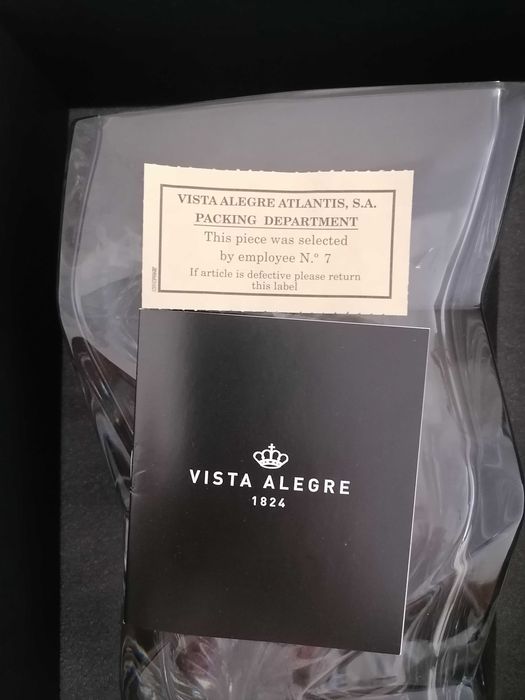 VISTA ALEGRE ATLANTIS, S.A.
PACKING DEPARTMENT
This piece was selected
by employee N.º 7
If article is defective please return
this label
VISTA ALEGRE
1824